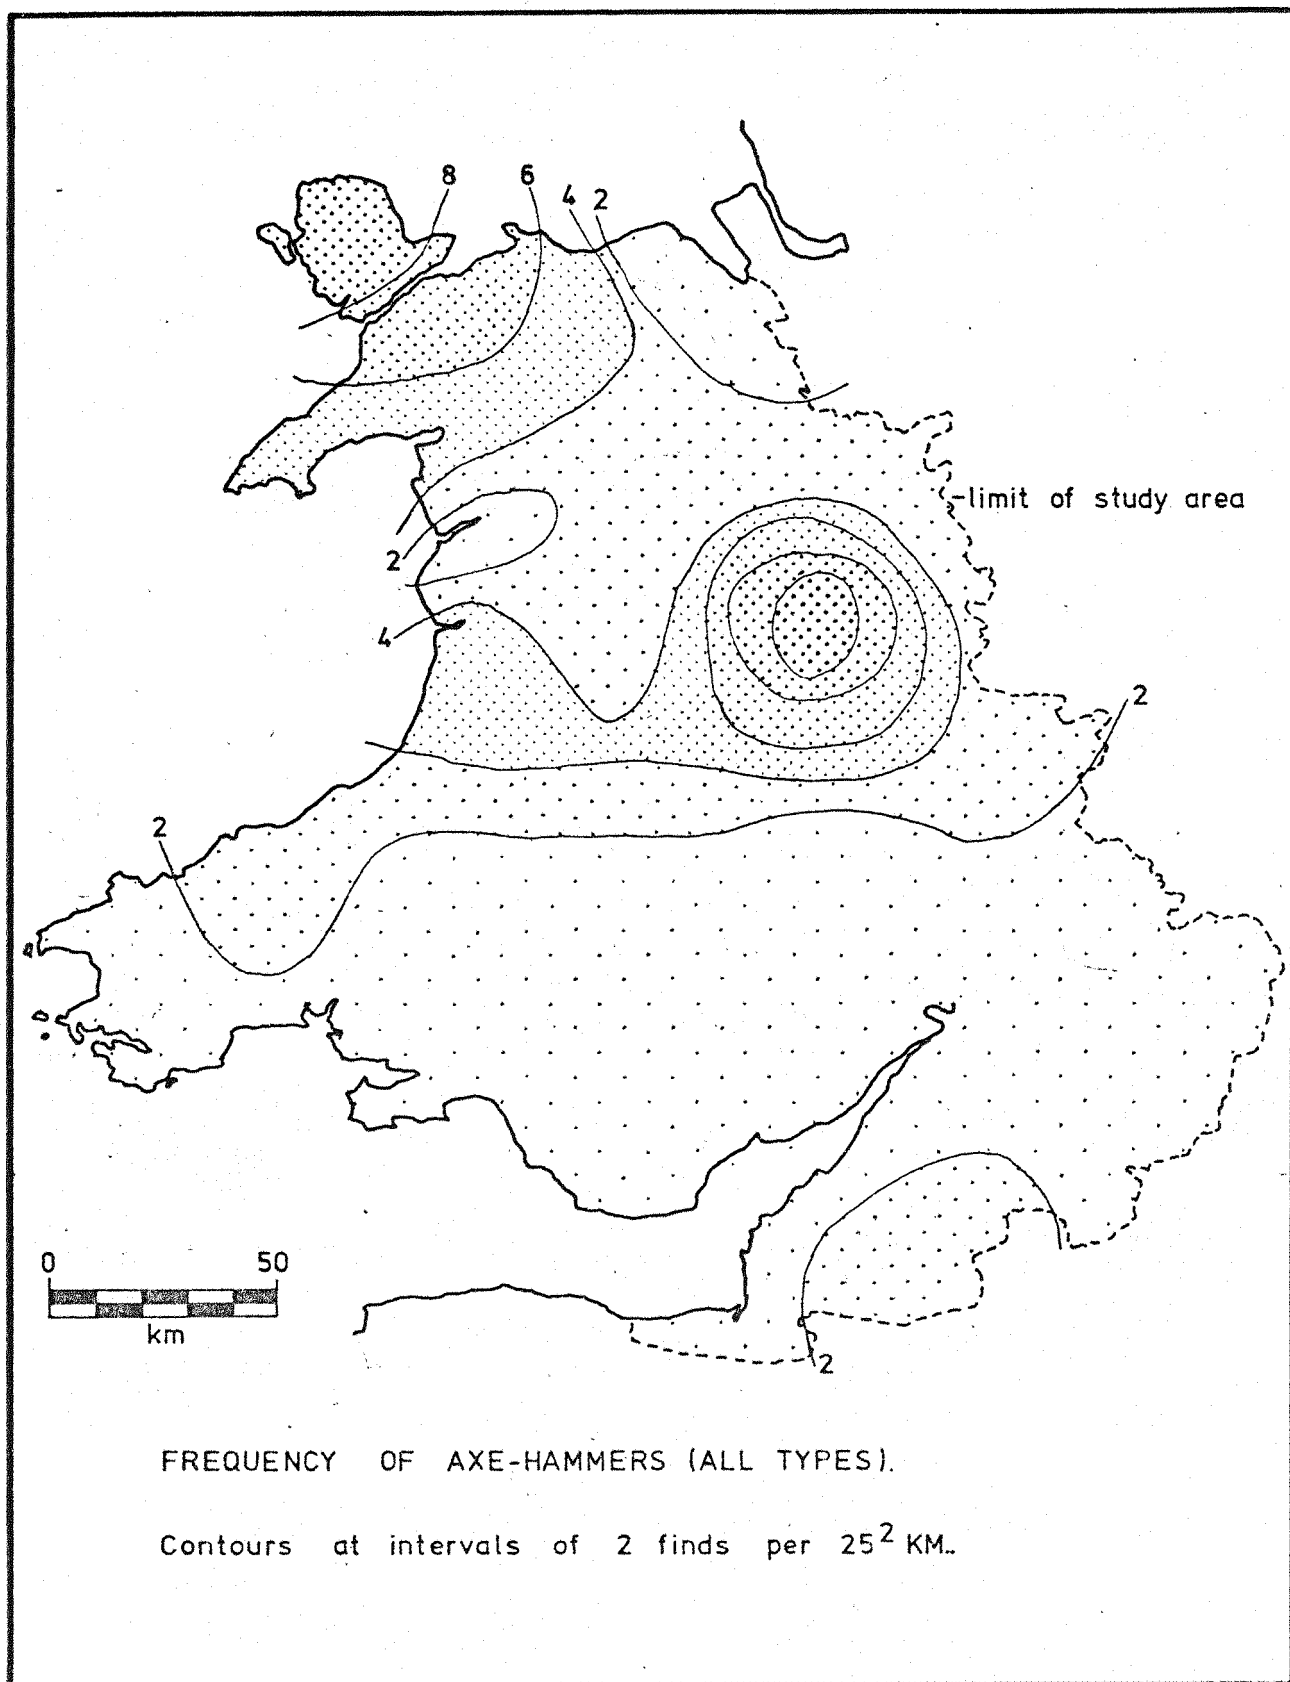 8
6
4
2
limit of study area
2
4
2
2
0 50
km
2
FREQUENCY OF AXE-HAMMERS (ALL TYPES).
Contours at intervals of 2 finds per 25² KM..